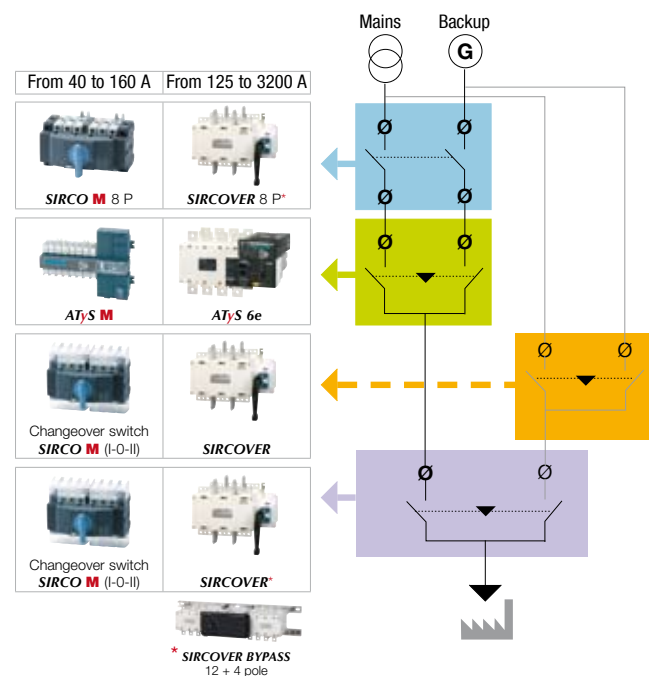 Mains Backup
G
From 40 to 160 A From 125 to 3200 A
Ø Ø
SIRCO M 8 P SIRCOVER 8 P*
Ø Ø
Ø Ø
ATyS M ATyS 6e
Ø Ø
Changeover switch
SIRCO M (I-0-II) SIRCOVER
Ø Ø
Changeover switch
SIRCO M (I-0-II) SIRCOVER*
* SIRCOVER BYPASS
12 + 4 pole